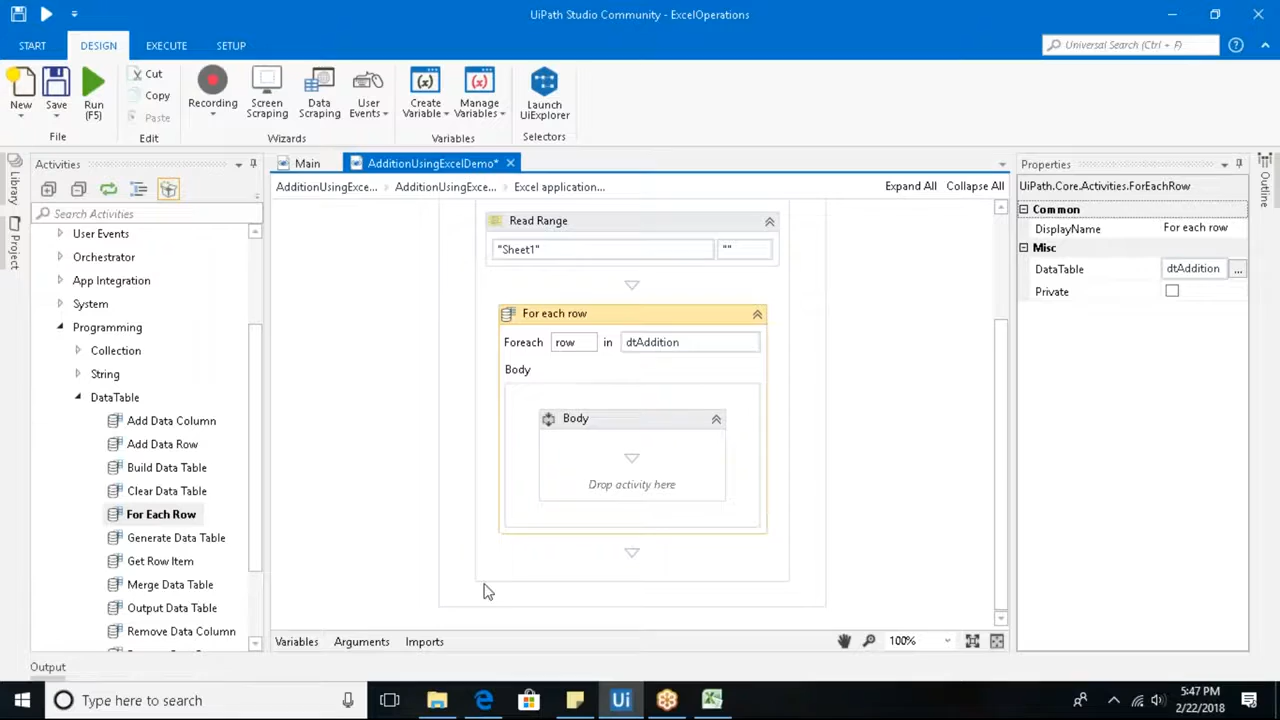 UiPath Studio Community - ExcelOperations
START DESIGN EXECUTE SETUP
Universal Search (Ctrl + F)
New Save Run (F5)
Cut
Copy
Paste
Recording Screen Scraping Data Scraping User Events
Create Variable Manage Variables
Launch UiExplorer
File Edit Wizards Variables Selectors
Library
Project
Activities
Search Activities
User Events
Orchestrator
App Integration
System
Programming
Collection
String
DataTable
Add Data Column
Add Data Row
Build Data Table
Clear Data Table
For Each Row
Generate Data Table
Get Row Item
Merge Data Table
Output Data Table
Remove Data Column
Main AdditionUsingExcelDemo*
AdditionUsingExce... AdditionUsingExce... Excel application... Expand All Collapse All
Read Range
"Sheet1" ""
For each row
Foreach row in dtAddition
Body
Body
Drop activity here
Variables Arguments Imports 100%
Properties
UiPath.Core.Activities.ForEachRow
Common
DisplayName For each row
Misc
DataTable dtAddition ...
Private
Outline
Output
Type here to search
Ui
5:47 PM
2/22/2018